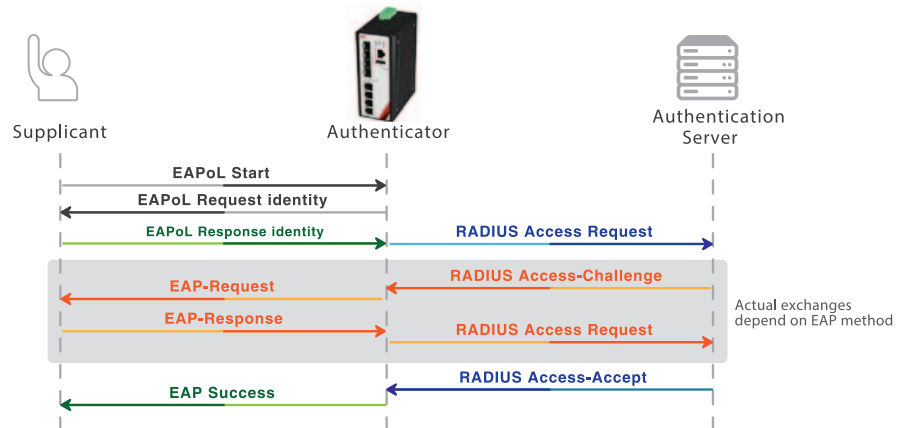 Supplicant
Authenticator
Authentication
Server
EAPoL Start
EAPoL Request identity
EAPoL Response identity
RADIUS Access Request
RADIUS Access-Challenge
EAP-Request
Actual exchanges
depend on EAP method
EAP-Response
RADIUS Access Request
RADIUS Access-Accept
EAP Success